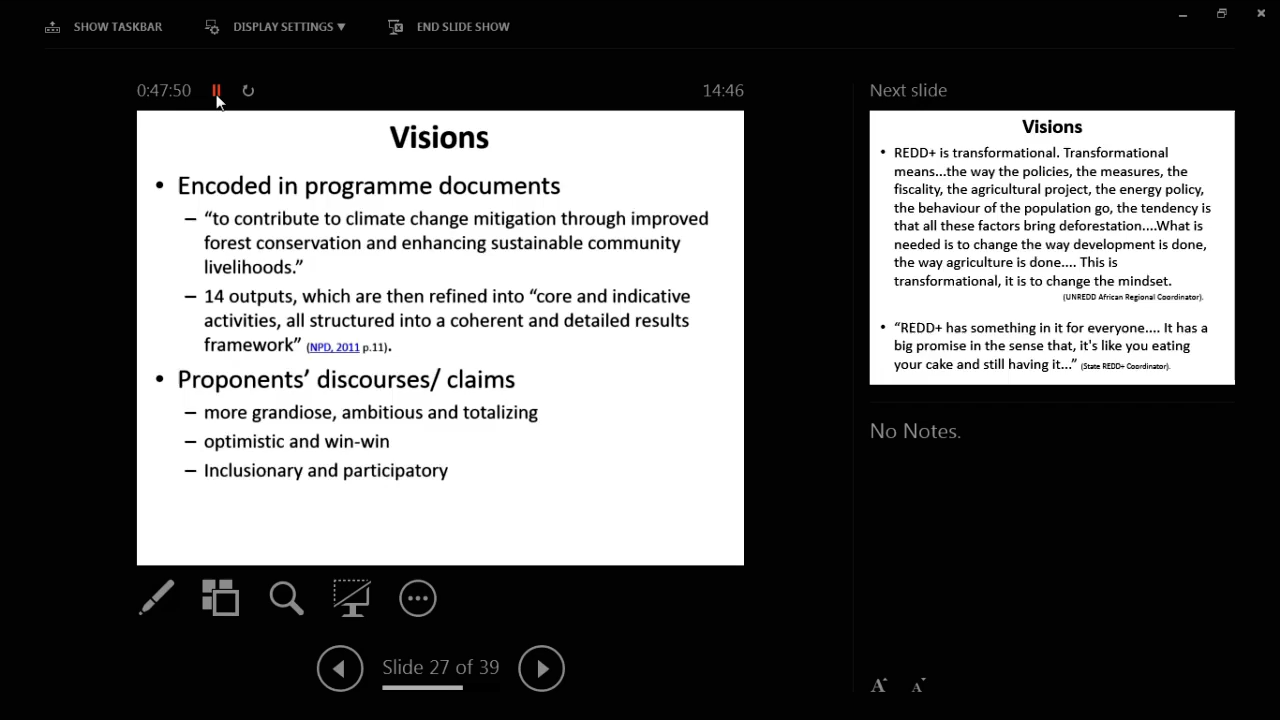 SHOW TASKBAR
DISPLAY SETTINGS ▼
END SLIDE SHOW
0:47:50
14:46
Visions
• Encoded in programme documents
– “to contribute to climate change mitigation through improved
forest conservation and enhancing sustainable community
livelihoods.”
– 14 outputs, which are then refined into “core and indicative
activities, all structured into a coherent and detailed results
framework” (NPD, 2011 p.11).
• Proponents’ discourses/ claims
– more grandiose, ambitious and totalizing
– optimistic and win-win
– Inclusionary and participatory
Slide 27 of 39
Next slide
Visions
• REDD+ is transformational. Transformational
means...the way the policies, the measures, the
fiscality, the agricultural project, the energy policy,
the behaviour of the population go, the tendency is
that all these factors bring deforestation....What is
needed is to change the way development is done,
the way agriculture is done.... This is
transformational, it is to change the mindset.
(UNREDD African Regional Coordinator).
• “REDD+ has something in it for everyone.... It has a
big promise in the sense that, it's like you eating
your cake and still having it...” (State REDD+ Coordinator).
No Notes.
A A